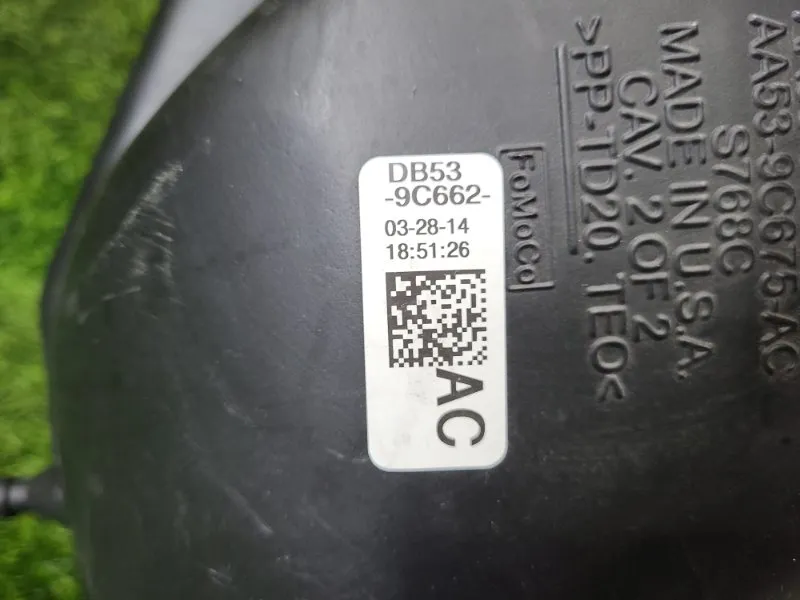 DB53
-9C662-
03-28-14
18:51:26
AC
FoMoCo
>PP-TD20. TEO<
CAV. 2 OF 2
MADE IN U.S.A.
S768C
AA53-9C675-AC